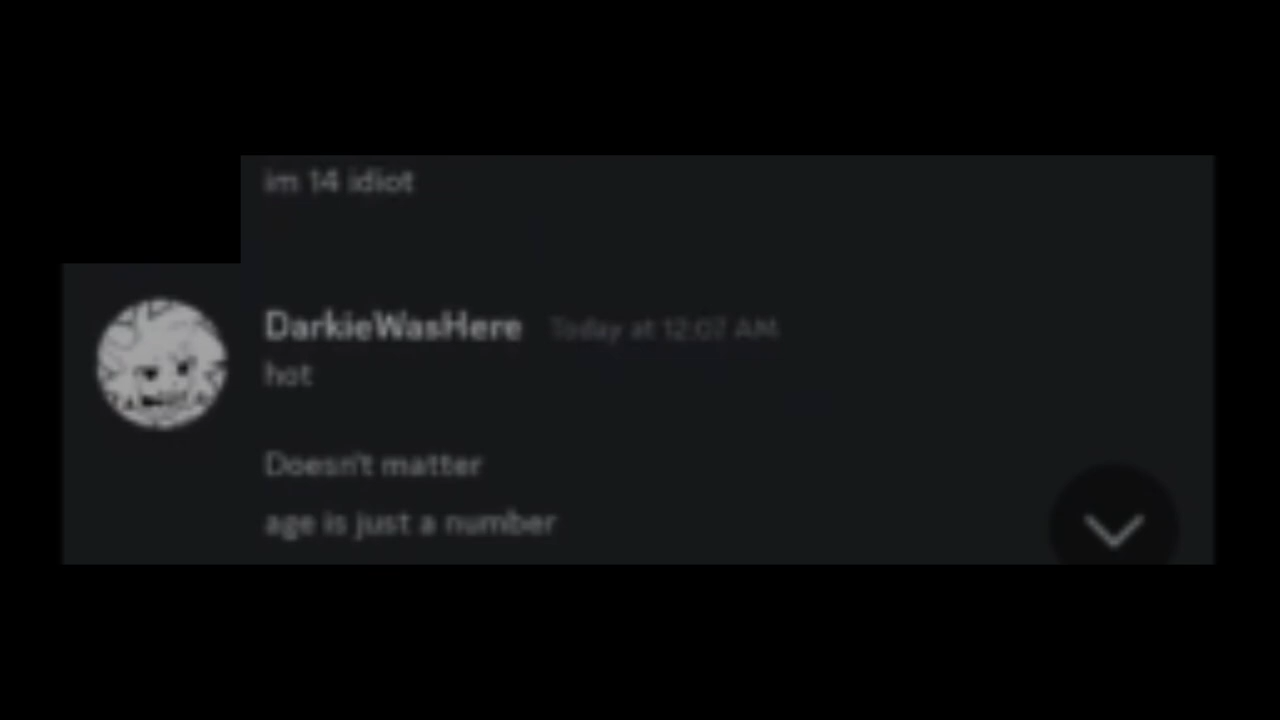 im 14 idiot
DarkieWasHere Today at 12:07 AM
hot
Doesn't matter
age is just a number